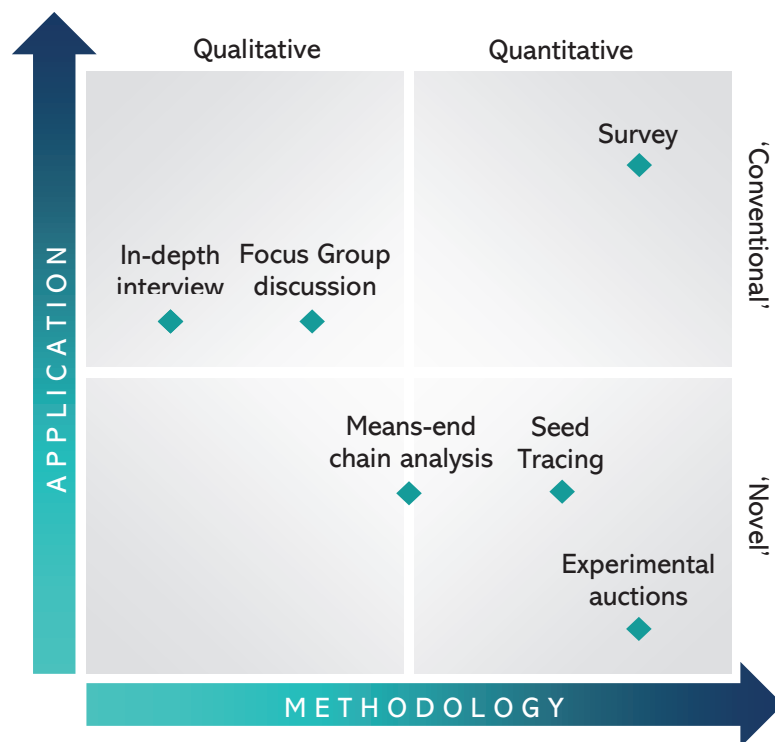 Qualitative
Quantitative
Survey
'Conventional'
In-depth
interview
Focus Group
discussion
APPLICATION
Means-end
chain analysis
Seed
Tracing
'Novel'
Experimental
auctions
METHODOLOGY